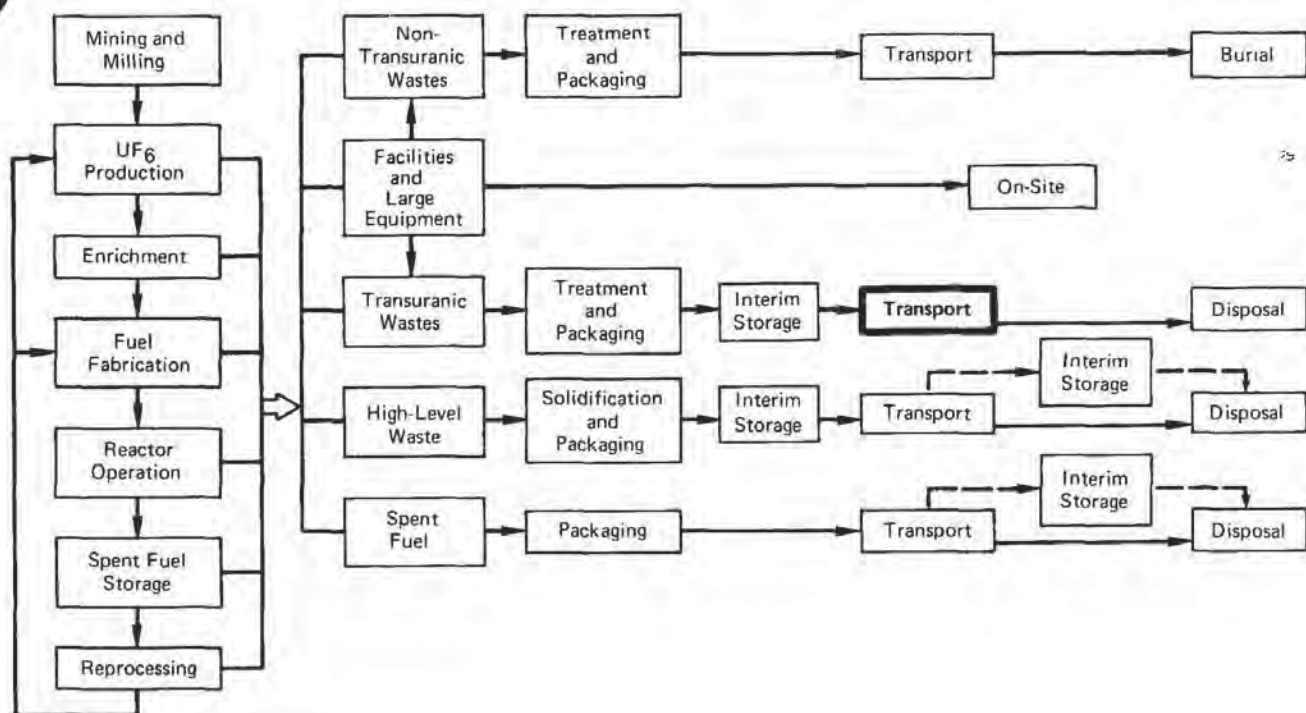 Mining and
Milling
UF6
Production
Enrichment
Fuel
Fabrication
Reactor
Operation
Spent Fuel
Storage
Reprocessing
Non-
Transuranic
Wastes
Treatment
and
Packaging
Transport
Burial
Facilities
and
Large
Equipment
On-Site
Transuranic
Wastes
Treatment
and
Packaging
Interim
Storage
Transport
Disposal
High-Level
Waste
Solidification
and
Packaging
Interim
Storage
Transport
Interim
Storage
Disposal
Spent
Fuel
Packaging
Transport
Interim
Storage
Disposal